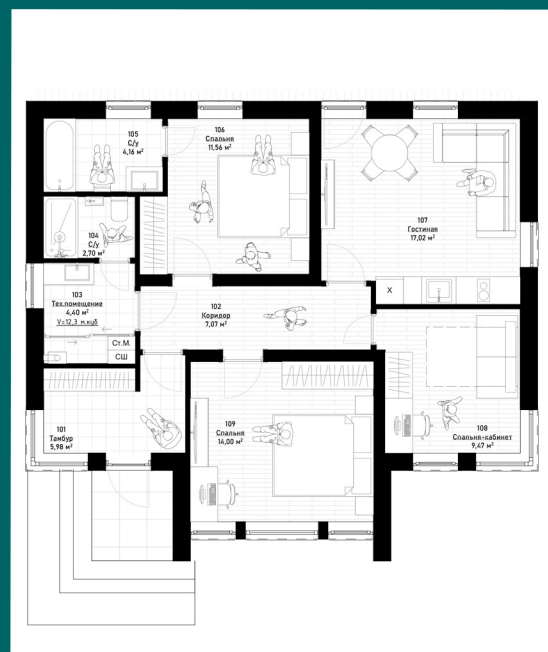 105
С/у
4,16 м²
106
Спальня
11,56 м²
107
Гостиная
17,02 м²
104
С/у
2,70 м²
103
Тех.помещение
4,40 м²
V=12,3 м.куб
102
Коридор
7,07 м²
Х
Ст.М.
СШ
101
Тамбур
5,98 м²
109
Спальня
14,00 м²
108
Спальня-кабинет
9,47 м²